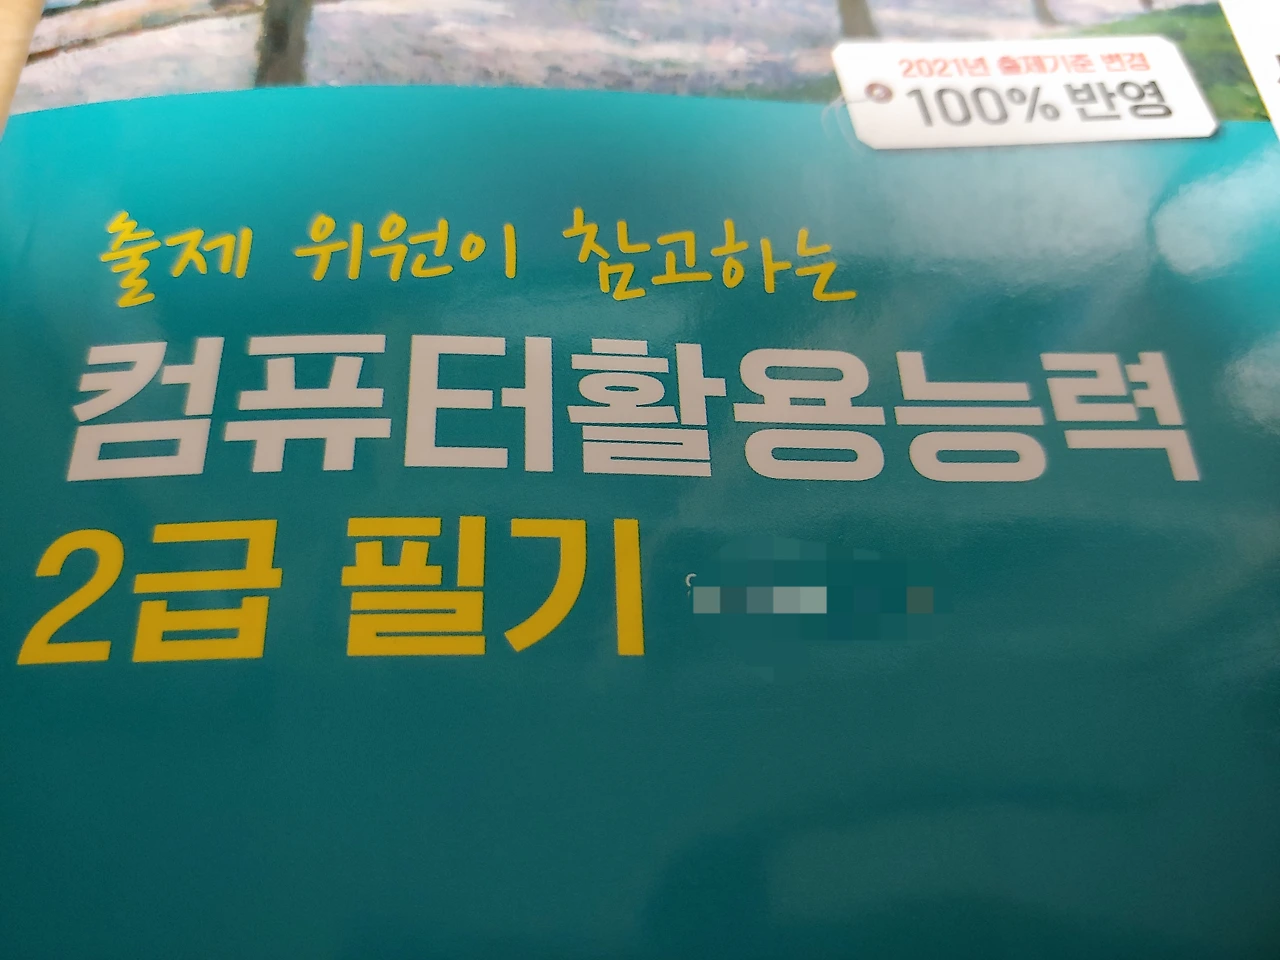 2021년 출제기준 변경
100% 반영
출제 위원이 참고하는
컴퓨터활용능력
2급 필기